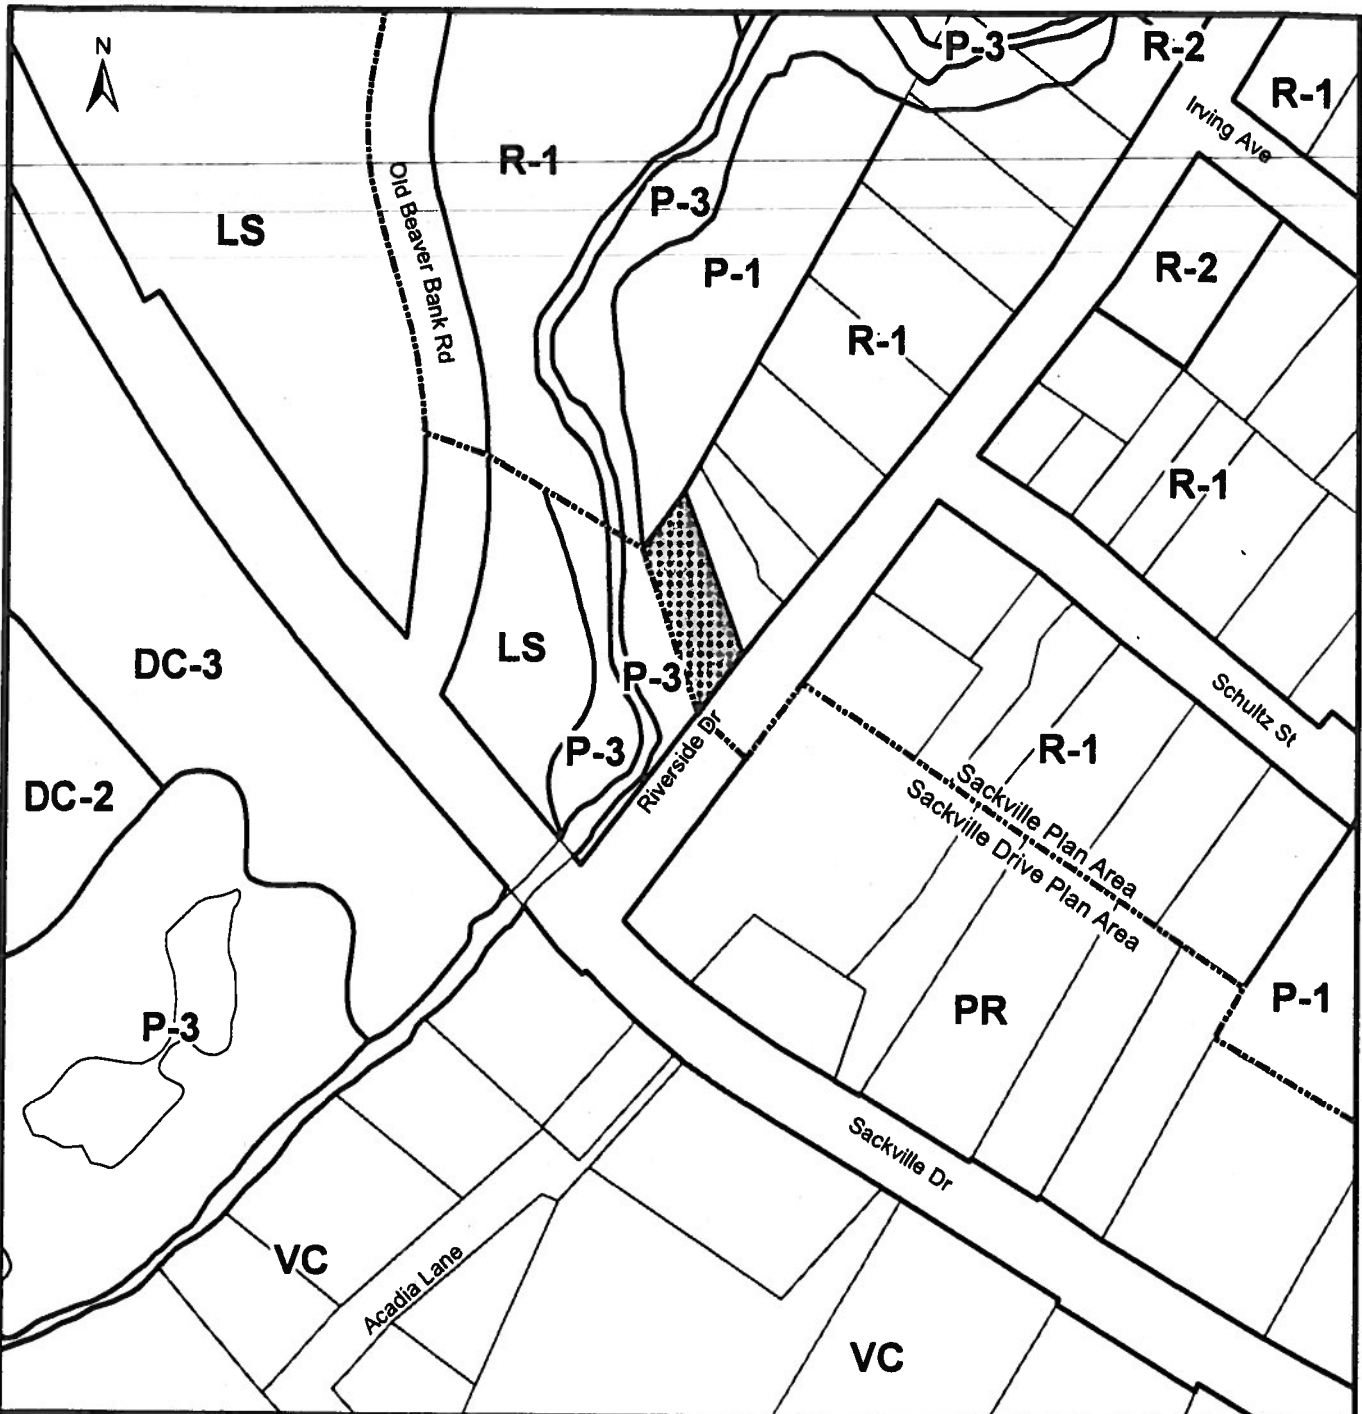 N
P-3
R-2
R-1
Irving Ave
R-1
P-3
LS
Old Beaver Bank Rd
P-1
R-2
R-1
R-1
LS
DC-3
P-3
Schultz St
P-3
R-1
Riverside Dr
DC-2
Sackville Plan Area
Sackville Drive Plan Area
P-1
PR
P-3
Sackville Dr
VC
Acadia Lane
VC